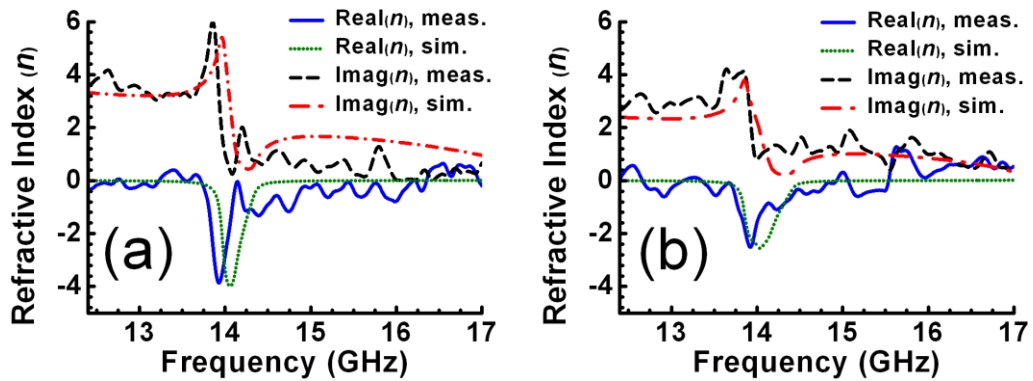 Refractive Index (n)
6
4
2
0
-2
-4
Real(n), meas.
Real(n), sim.
Imag(n), meas.
Imag(n), sim.
(a)
13 14 15 16 17
Frequency (GHz)
Refractive Index (n)
6
4
2
0
-2
-4
Real(n), meas.
Real(n), sim.
Imag(n), meas.
Imag(n), sim.
(b)
13 14 15 16 17
Frequency (GHz)